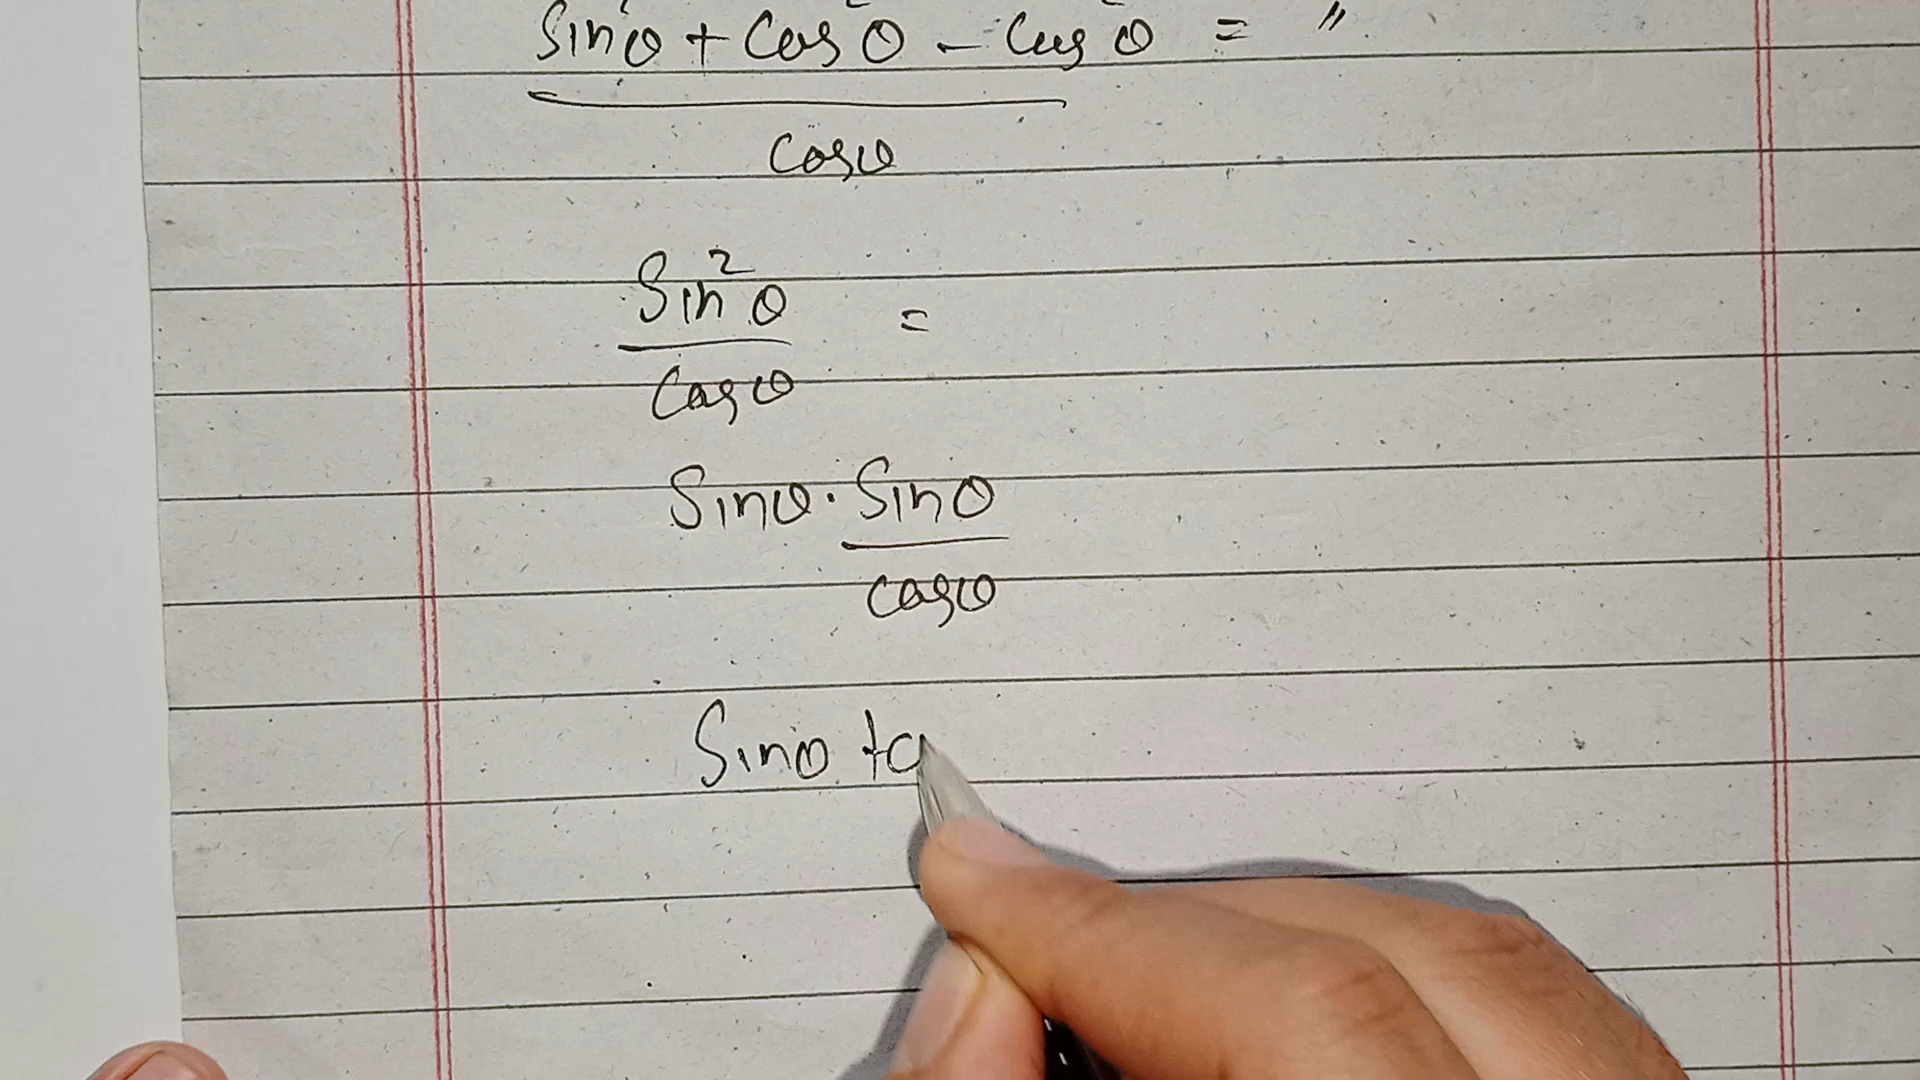 Sin²θ + Cos²θ - Cos²θ = "
Cosθ
Sin²θ =
Cosθ
Sinθ . Sinθ
Cosθ
Sinθ ta